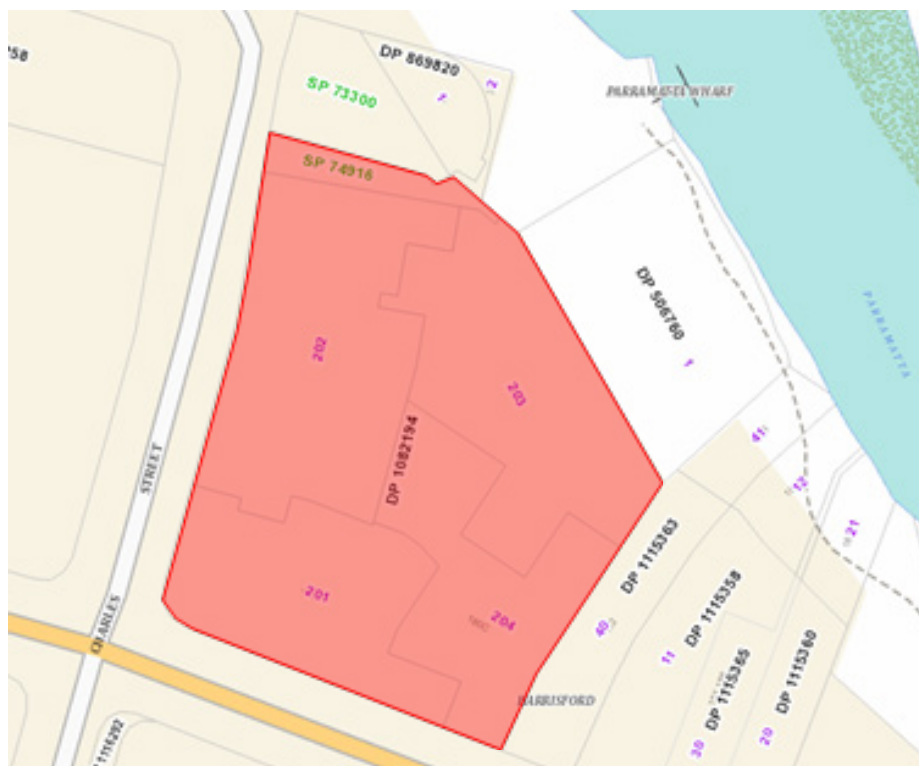 258
DP 869820
2
SP 73300
1
PARRAMATTA WHARF
SP 74916
DP 506760
1
PARRAMATTA
202
203
DP 1082194
STREET
41
12
21
DP 1115363
201
204
DP 1115358
40
CHARLES
11
DP 1115365
DP 1115360
HARRISFORD
1116292
30
20